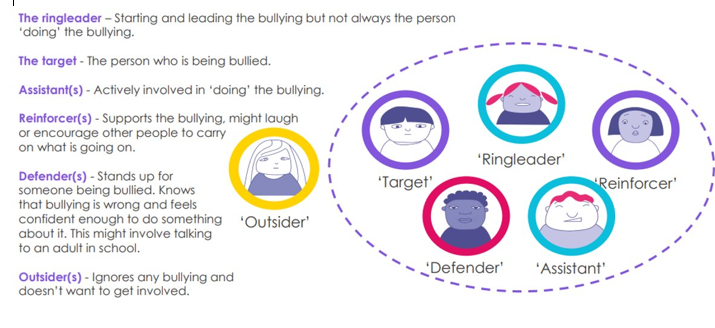 The ringleader – Starting and leading the bullying but not always the person
‘doing’ the bullying.
The target - The person who is being bullied.
Assistant(s) - Actively involved in ‘doing’ the bullying.
Reinforcer(s) - Supports the bullying, might laugh
or encourage other people to carry
on what is going on.
Defender(s) - Stands up for
someone being bullied. Knows
that bullying is wrong and feels
confident enough to do something
about it. This might involve talking
to an adult in school.
Outsider(s) - Ignores any bullying and
doesn’t want to get involved.
‘Outsider’
‘Target’
‘Ringleader’
‘Reinforcer’
‘Defender’
‘Assistant’